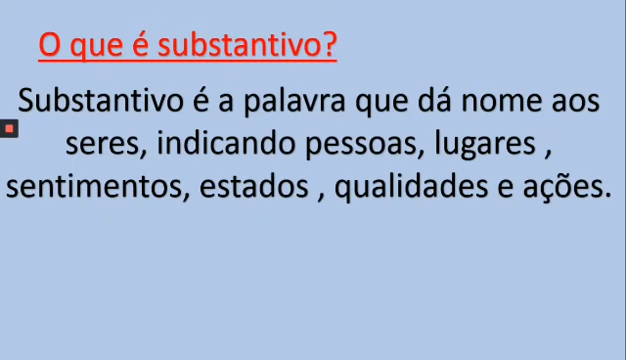 O que é substantivo?
Substantivo é a palavra que dá nome aos
seres, indicando pessoas, lugares ,
sentimentos, estados , qualidades e ações.